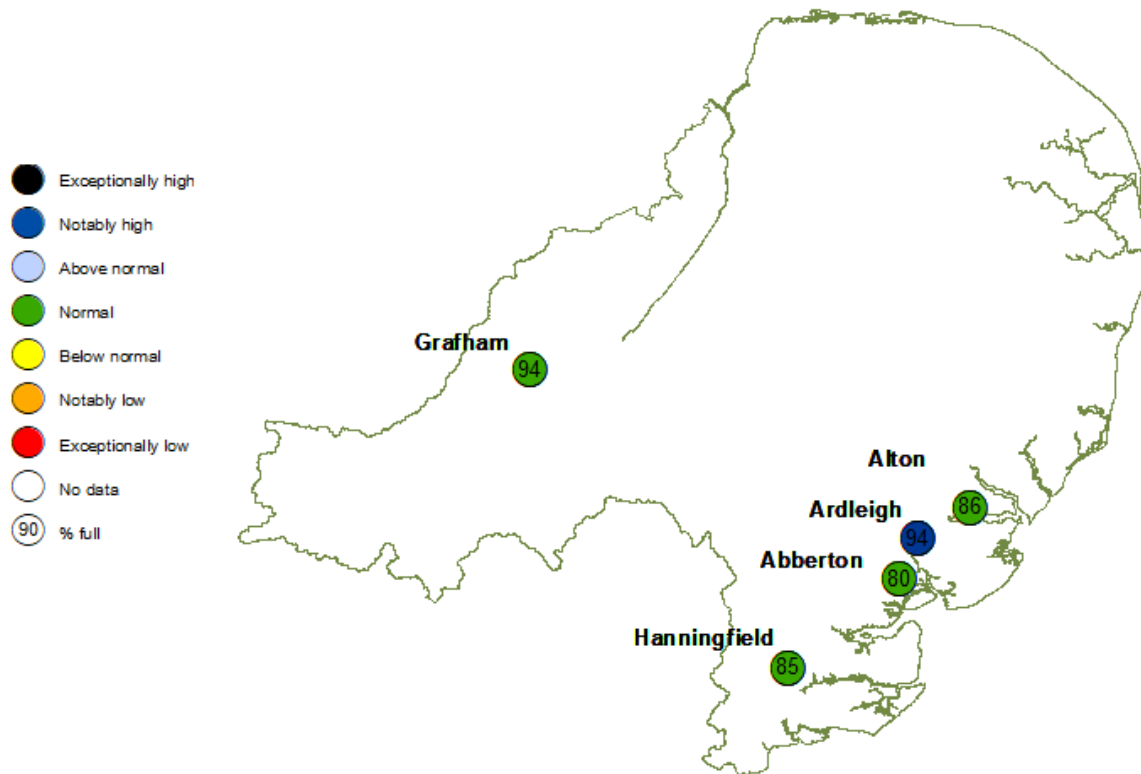 Exceptionally high
Notably high
Above normal
Normal
Below normal
Notably low
Exceptionally low
No data
90 % full
Grafham
94
Alton
86
Ardleigh
94
Abberton
80
Hanningfield
85